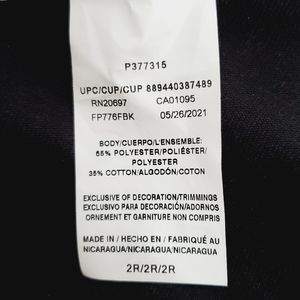 P377315
UPC/CUP/CUP 889440387489
RN20697 CA01095
FP776FBK 05/26/2021
BODY/CUERPO/L'ENSEMBLE:
65% POLYESTER/POLIÉSTER/
POLYESTER
35% COTTON/ALGODÓN/COTON
EXCLUSIVE OF DECORATION/TRIMMINGS
EXCLUSIVO PARA DECORACIÓN/ADORNOS
ORNEMENT ET GARNITURE NON COMPRIS
MADE IN / HECHO EN / FABRIQUÉ AU
NICARAGUA/NICARAGUA/NICARAGUA
2R/2R/2R